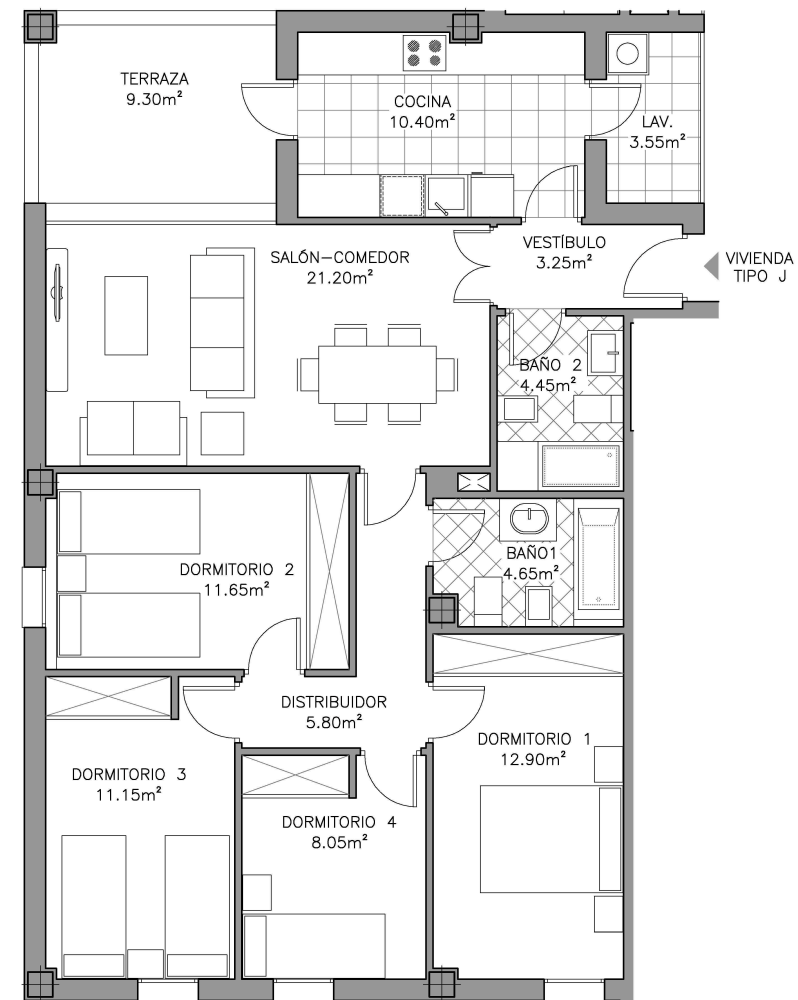 TERRAZA
9.30m²
COCINA
10.40m²
LAV.
3.55m²
SALÓN-COMEDOR
21.20m²
VESTÍBULO
3.25m²
VIVIENDA
TIPO J
BAÑO 2
4.45m²
BAÑO1
4.65m²
DORMITORIO 2
11.65m²
DISTRIBUIDOR
5.80m²
DORMITORIO 1
12.90m²
DORMITORIO 3
11.15m²
DORMITORIO 4
8.05m²